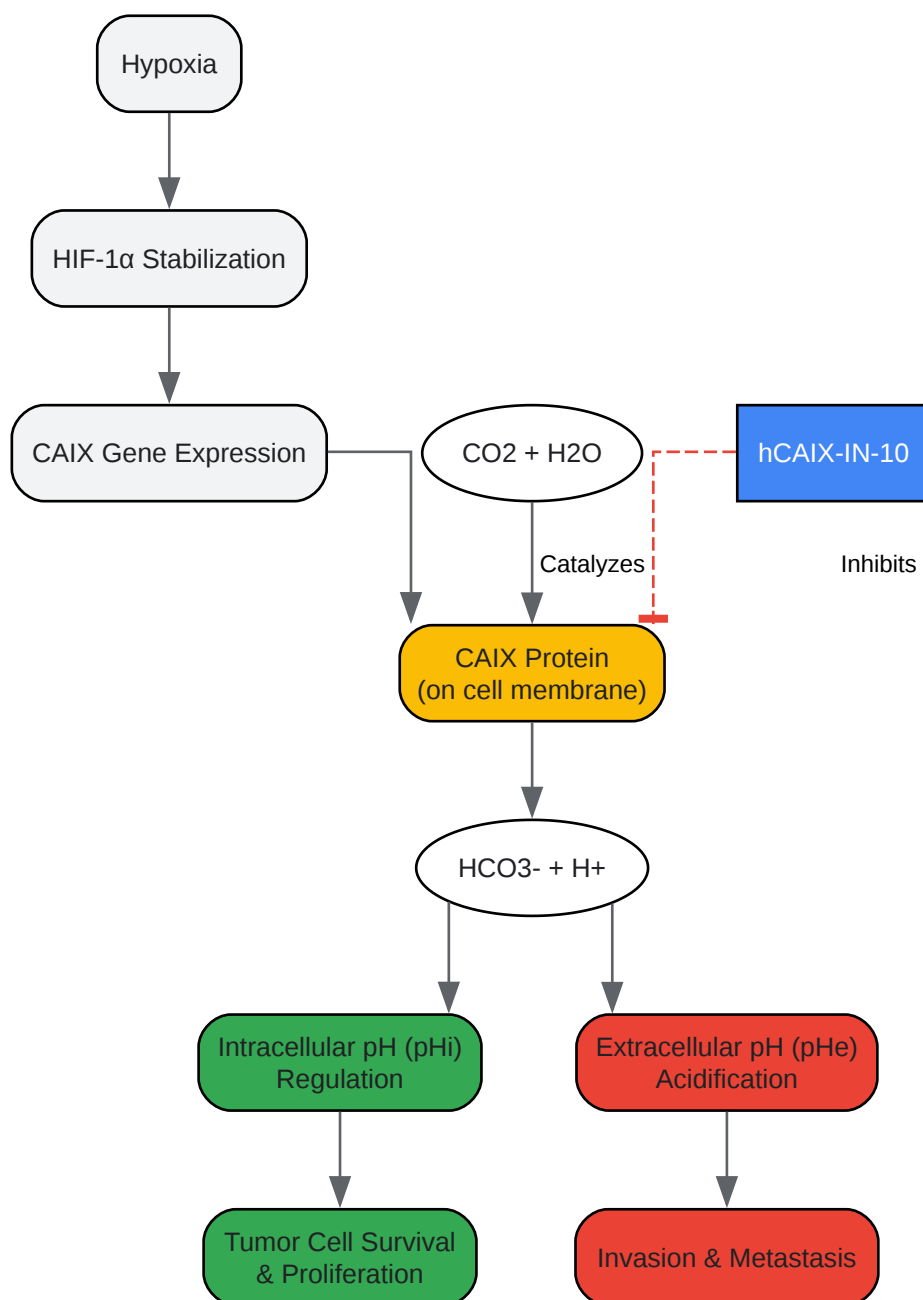 Hypoxia
HIF-1α Stabilization
CAIX Gene Expression
CO2 + H2O
hCAIX-IN-10
Catalyzes
Inhibits
CAIX Protein
(on cell membrane)
HCO3- + H+
Intracellular pH (pHi)
Regulation
Extracellular pH (pHe)
Acidification
Tumor Cell Survival
& Proliferation
Invasion & Metastasis